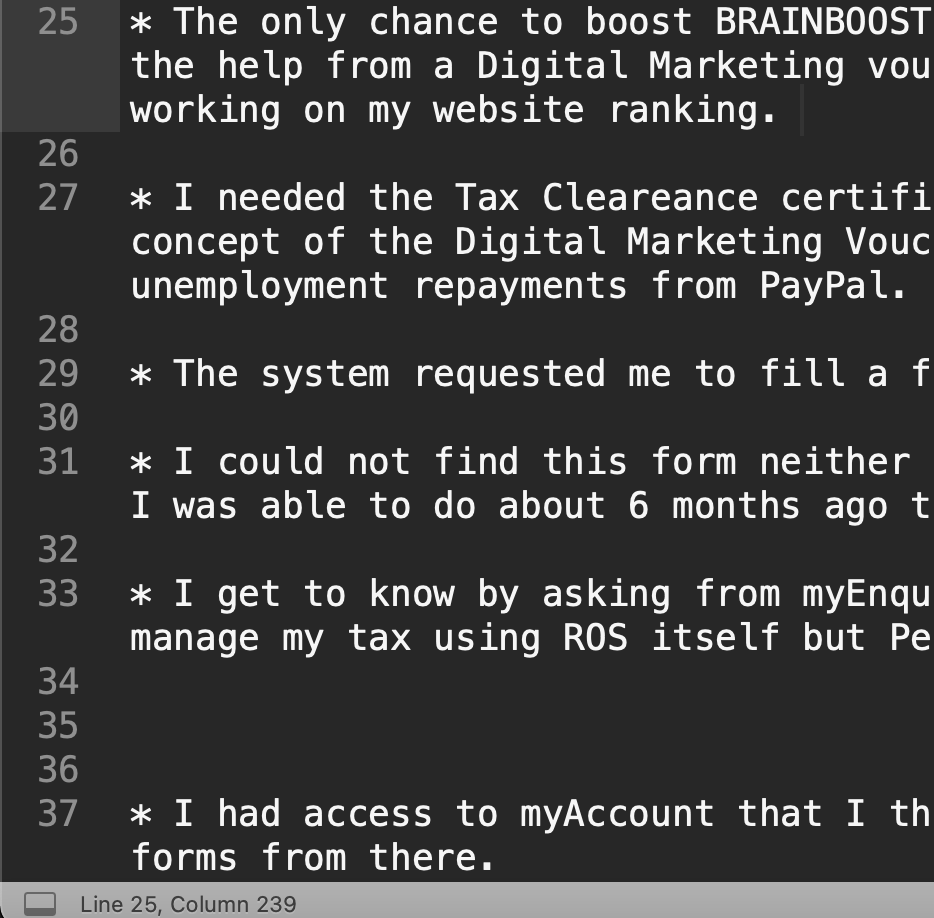 25 * The only chance to boost BRAINBOOST
the help from a Digital Marketing vou
working on my website ranking.
26
27 * I needed the Tax Cleareance certifi
concept of the Digital Marketing Vouc
unemployment repayments from PayPal.
28
29 * The system requested me to fill a f
30
31 * I could not find this form neither
I was able to do about 6 months ago t
32
33 * I get to know by asking from myEnqu
manage my tax using ROS itself but Pe
34
35
36
37 * I had access to myAccount that I th
forms from there.
Line 25, Column 239